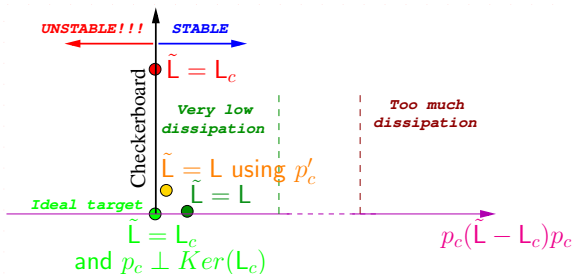 UNSTABLE!!! STABLE
L̃ = L_c
Checkerboard
Very low
dissipation
Too much
dissipation
L̃ = L using p'_c
L̃ = L
Ideal target
L̃ = L_c
and p_c ⊥ Ker(L_c)
p_c(L̃ − L_c)p_c